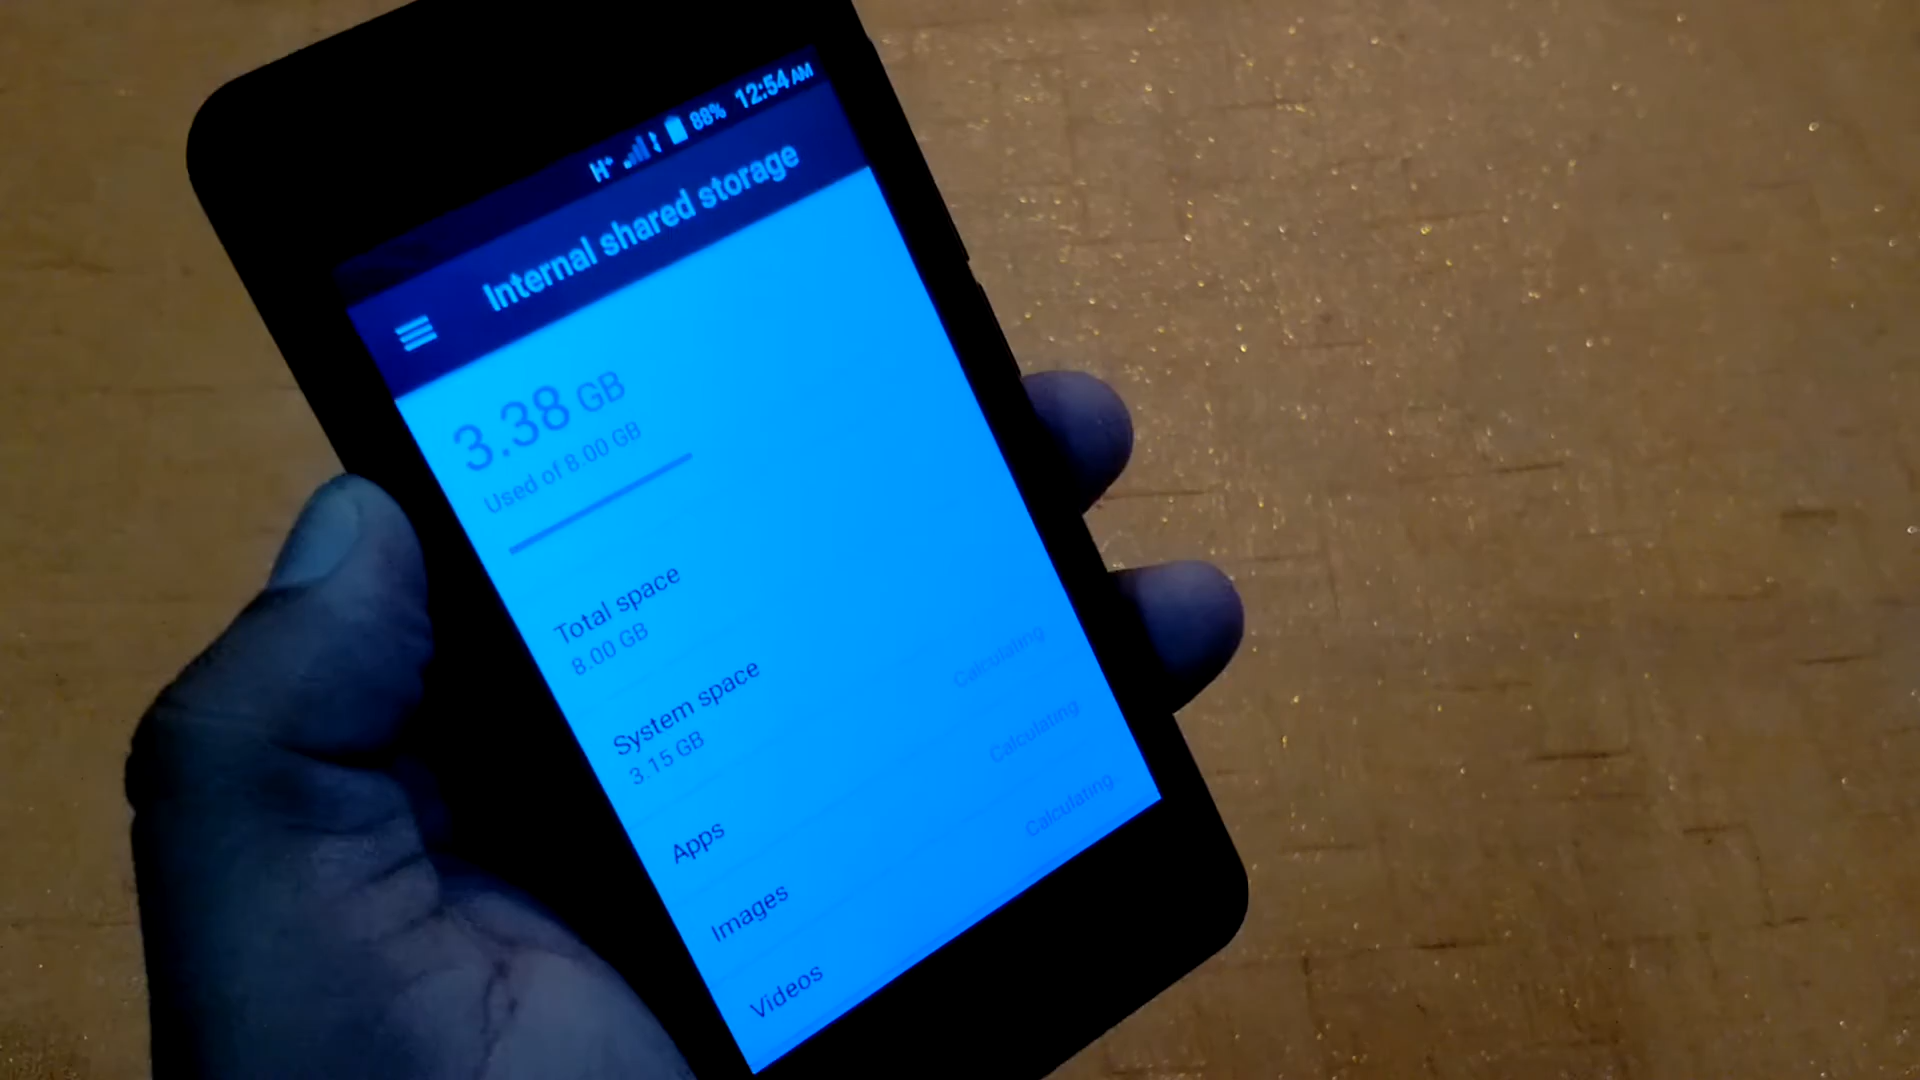 H+ 88% 12:54 AM
Internal shared storage
3.38 GB
Used of 8.00 GB
Total space
8.00 GB
System space
3.15 GB
Apps Calculating
Images Calculating
Videos Calculating